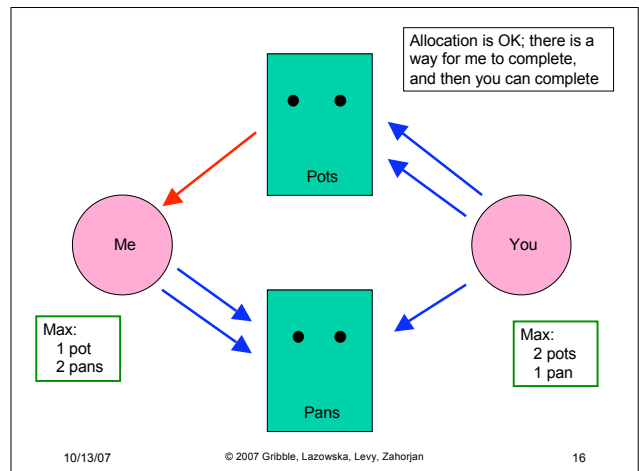 Allocation is OK; there is a
way for me to complete,
and then you can complete
Pots
Me
You
Max:
1 pot
2 pans
Max:
2 pots
1 pan
Pans
10/13/07
© 2007 Gribble, Lazowska, Levy, Zahorjan
16